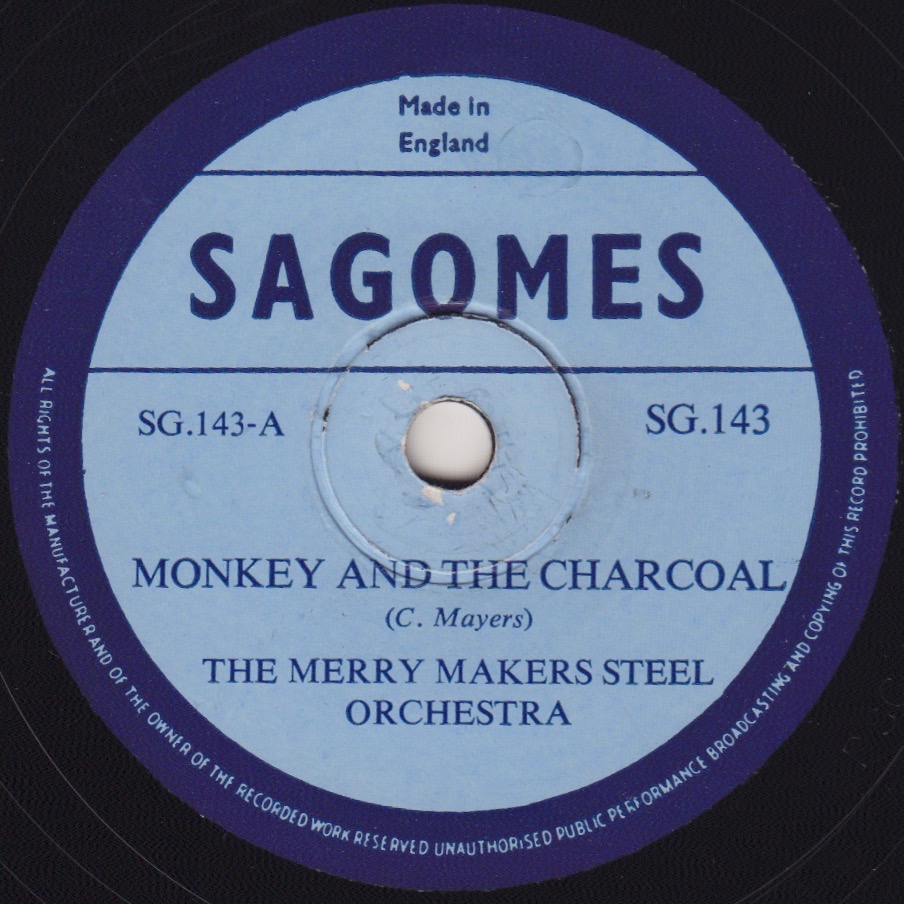 Made in
England
SAGOMES
SG.143-A
SG.143
MONKEY AND THE CHARCOAL
(C. Mayers)
THE MERRY MAKERS STEEL
ORCHESTRA
ALL RIGHTS OF THE MANUFACTURER AND OF THE OWNER OF THE RECORDED WORK RESERVED UNAUTHORISED PUBLIC PERFORMANCE BROADCASTING AND COPYING OF THIS RECORD PROHIBITED